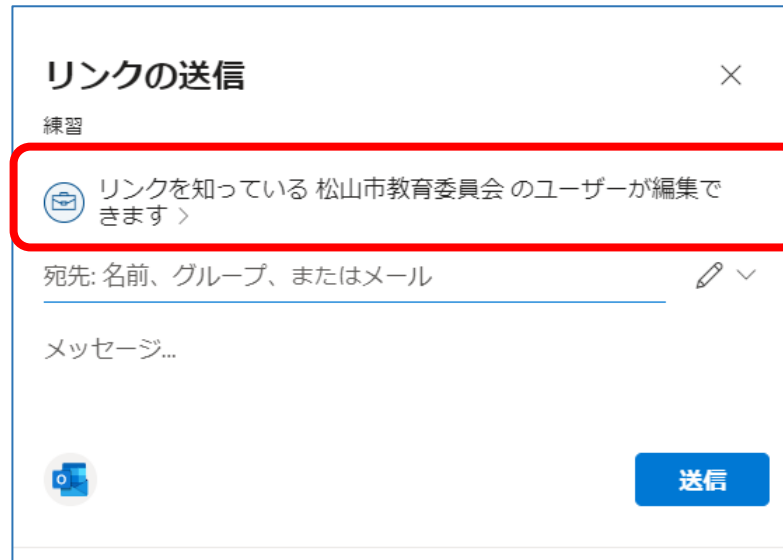 リンクの送信
練習
リンクを知っている 松山市教育委員会 のユーザーが編集で
きます >
宛先: 名前、グループ、またはメール
メッセージ...
送信